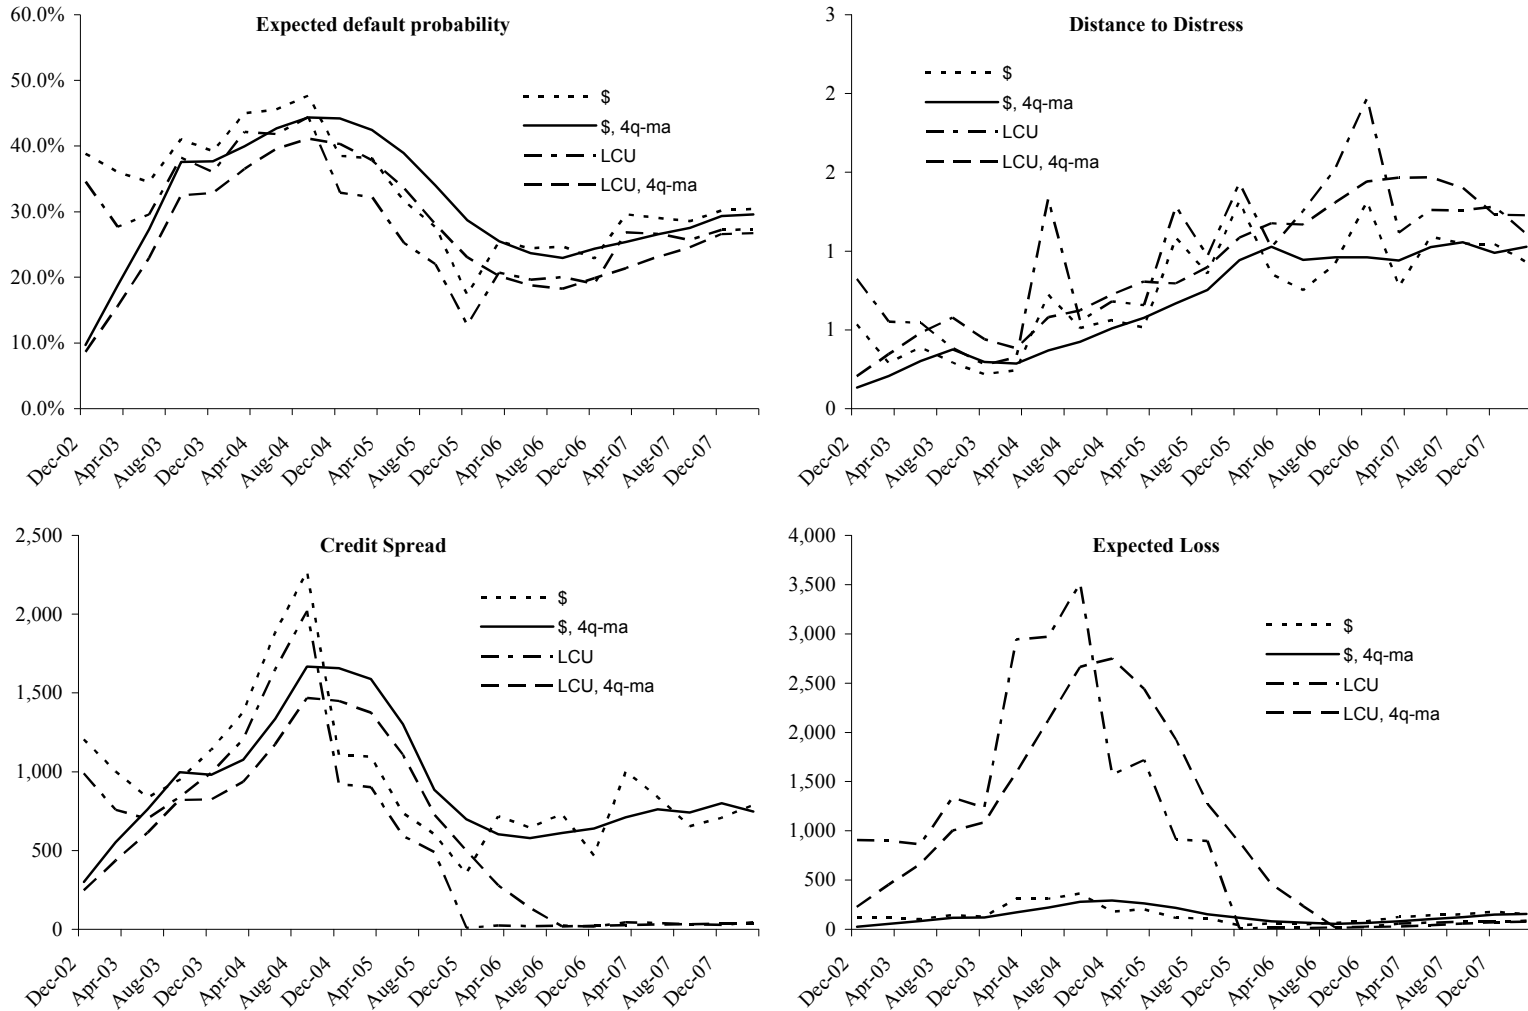 Expected default probability
60.0%
50.0%
40.0%
30.0%
20.0%
10.0%
0.0%
$
$, 4q-ma
LCU
LCU, 4q-ma
Dec-02
Apr-03
Aug-03
Dec-03
Apr-04
Aug-04
Dec-04
Apr-05
Aug-05
Dec-05
Apr-06
Aug-06
Dec-06
Apr-07
Aug-07
Dec-07
Distance to Distress
3
2
2
1
1
0
$
$, 4q-ma
LCU
LCU, 4q-ma
Dec-02
Apr-03
Aug-03
Dec-03
Apr-04
Aug-04
Dec-04
Apr-05
Aug-05
Dec-05
Apr-06
Aug-06
Dec-06
Apr-07
Aug-07
Dec-07
Credit Spread
2,500
2,000
1,500
1,000
500
0
$
$, 4q-ma
LCU
LCU, 4q-ma
Dec-02
Apr-03
Aug-03
Dec-03
Apr-04
Aug-04
Dec-04
Apr-05
Aug-05
Dec-05
Apr-06
Aug-06
Dec-06
Apr-07
Aug-07
Dec-07
Expected Loss
4,000
3,500
3,000
2,500
2,000
1,500
1,000
500
0
$
$, 4q-ma
LCU
LCU, 4q-ma
Dec-02
Apr-03
Aug-03
Dec-03
Apr-04
Aug-04
Dec-04
Apr-05
Aug-05
Dec-05
Apr-06
Aug-06
Dec-06
Apr-07
Aug-07
Dec-07